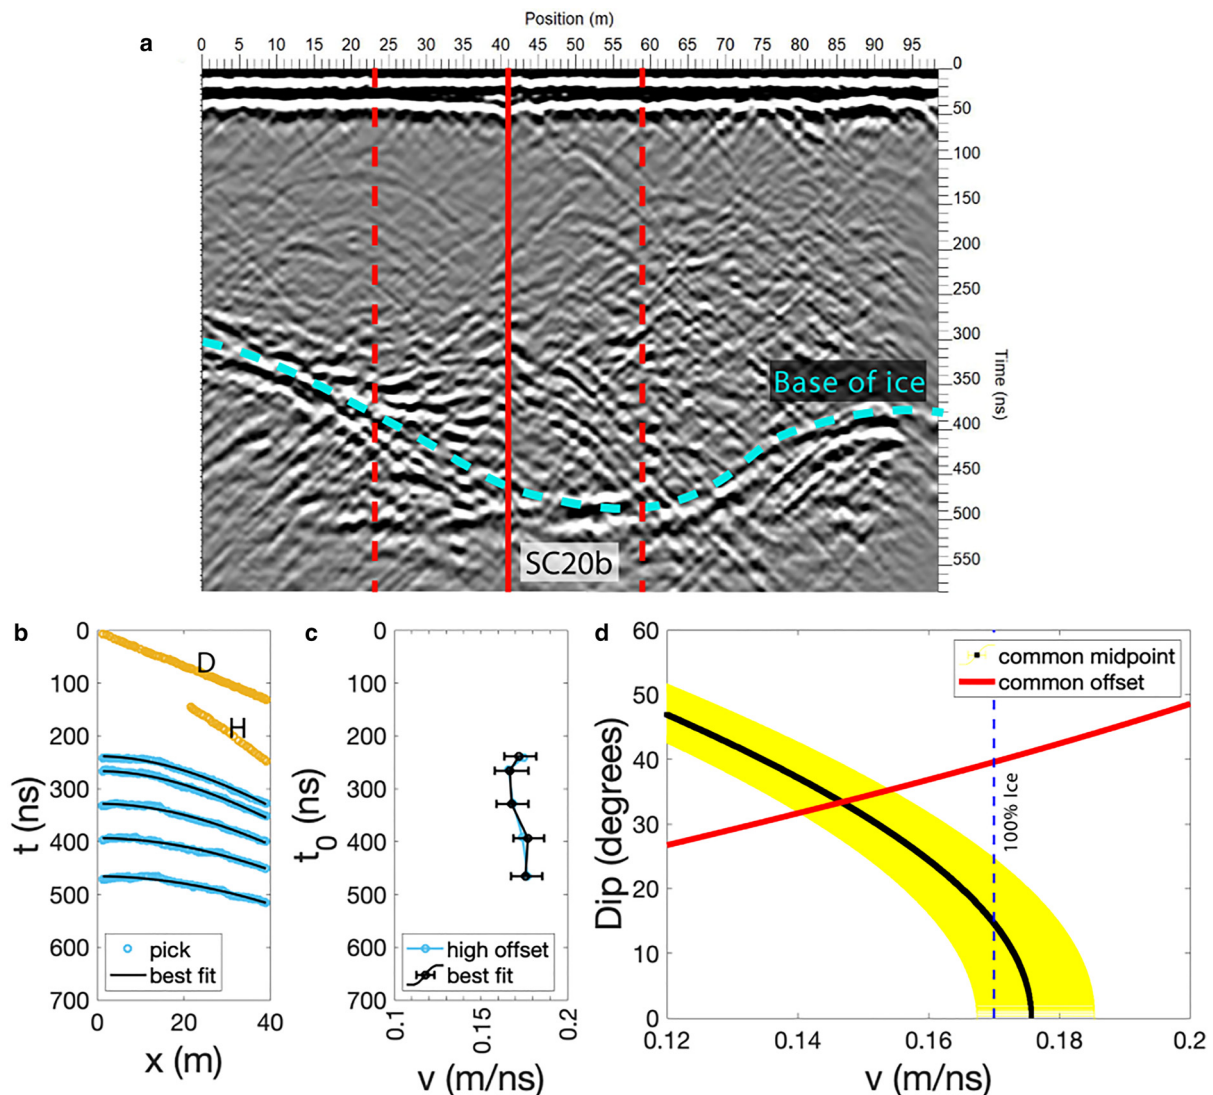 Position (m)
a
0 5 10 15 20 25 30 35 40 45 50 55 60 65 70 75 80 85 90 95
0
50
100
150
200
250
300
350
400
450
500
550
Time (ns)
Base of ice
SC20b
b
0
100
200
300
400
500
600
700
t (ns)
D
H
pick
best fit
0 20 40
x (m)
c
0
100
200
300
400
500
600
700
t0 (ns)
high offset
best fit
0.1 0.15 0.2
v (m/ns)
d
60
50
40
30
20
10
0
Dip (degrees)
common midpoint
common offset
100% Ice
0.12 0.14 0.16 0.18 0.2
v (m/ns)